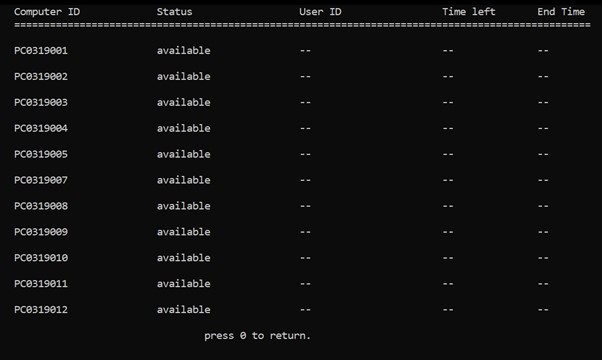 Computer ID Status User ID Time left End Time
================================================================================================
PC0319001 available -- -- --
PC0319002 available -- -- --
PC0319003 available -- -- --
PC0319004 available -- -- --
PC0319005 available -- -- --
PC0319007 available -- -- --
PC0319008 available -- -- --
PC0319009 available -- -- --
PC0319010 available -- -- --
PC0319011 available -- -- --
PC0319012 available -- -- --
press 0 to return.